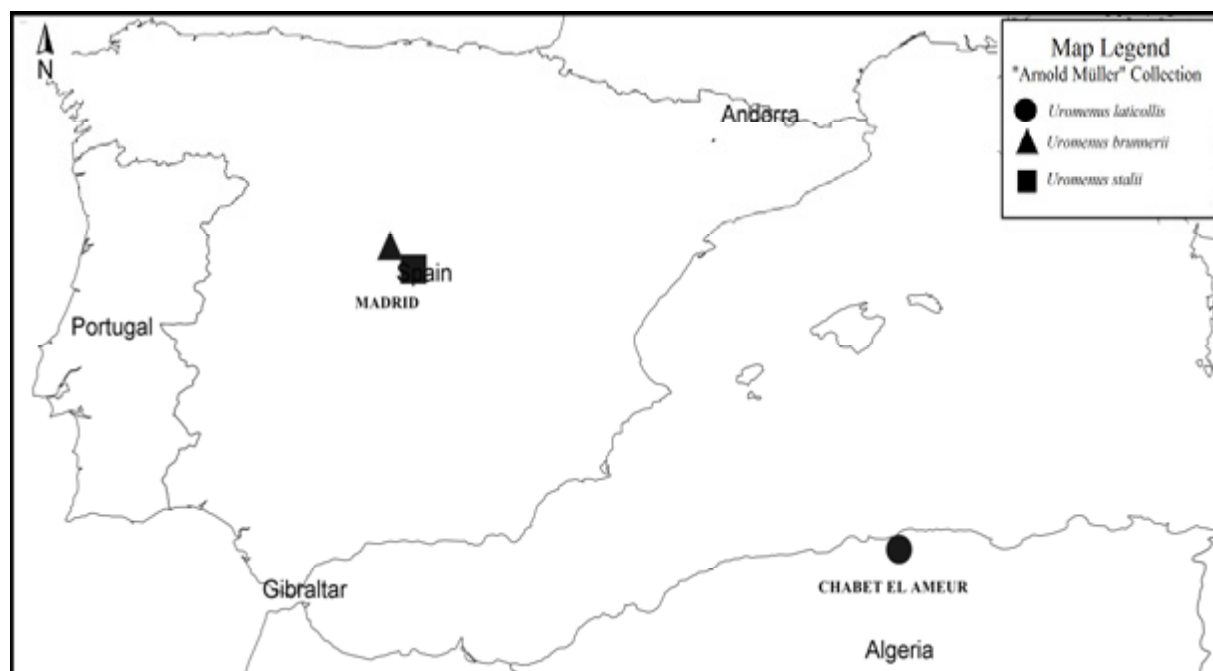 N
Map Legend
"Arnold Müller" Collection
Uromenus laticollis
Uromenus brunnerii
Uromenus stalii
Andorra
Spain
MADRID
Portugal
Gibraltar
CHABET EL AMEUR
Algeria